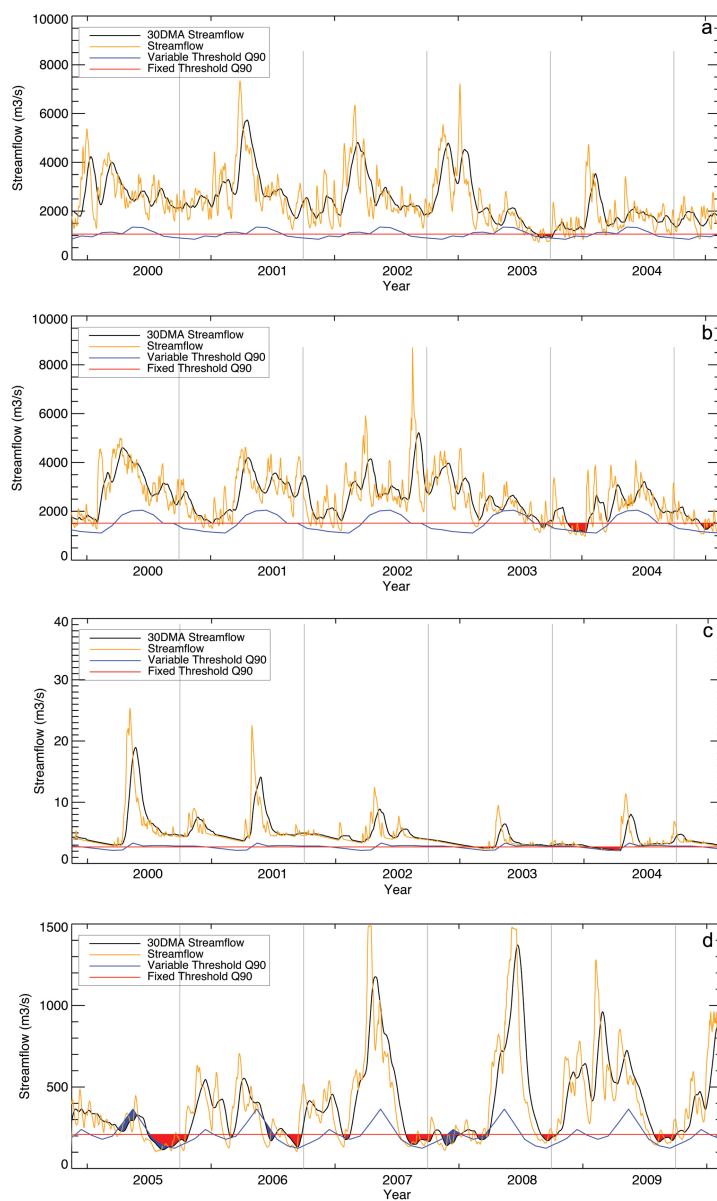 a
10000
8000
6000
4000
2000
0
Streamflow (m3/s)
30DMA Streamflow
Streamflow
Variable Threshold Q90
Fixed Threshold Q90
2000 2001 2002 2003 2004
Year
b
10000
8000
6000
4000
2000
0
Streamflow (m3/s)
30DMA Streamflow
Streamflow
Variable Threshold Q90
Fixed Threshold Q90
2000 2001 2002 2003 2004
Year
c
40
30
20
10
0
Streamflow (m3/s)
30DMA Streamflow
Streamflow
Variable Threshold Q90
Fixed Threshold Q90
2000 2001 2002 2003 2004
Year
d
1500
1000
500
0
Streamflow (m3/s)
30DMA Streamflow
Streamflow
Variable Threshold Q90
Fixed Threshold Q90
2005 2006 2007 2008 2009
Year